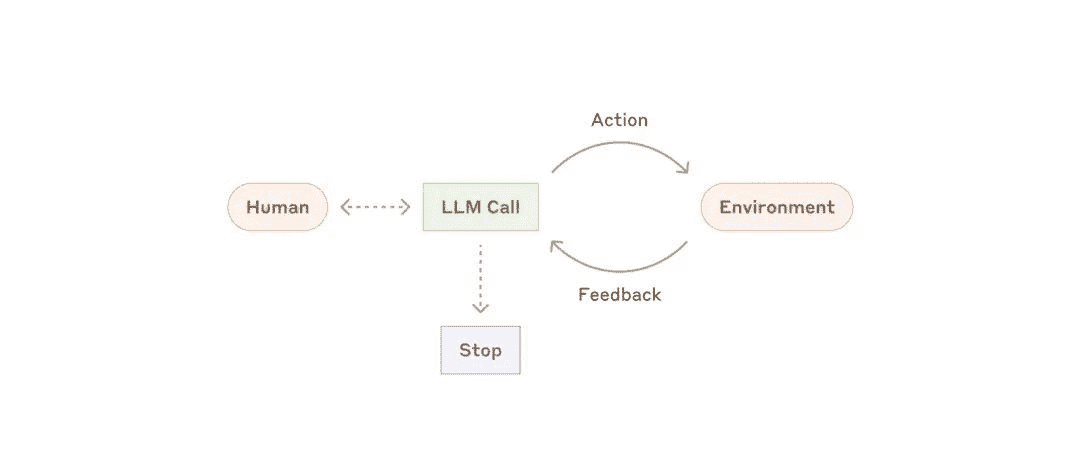 Action
Human
LLM Call
Environment
Feedback
Stop